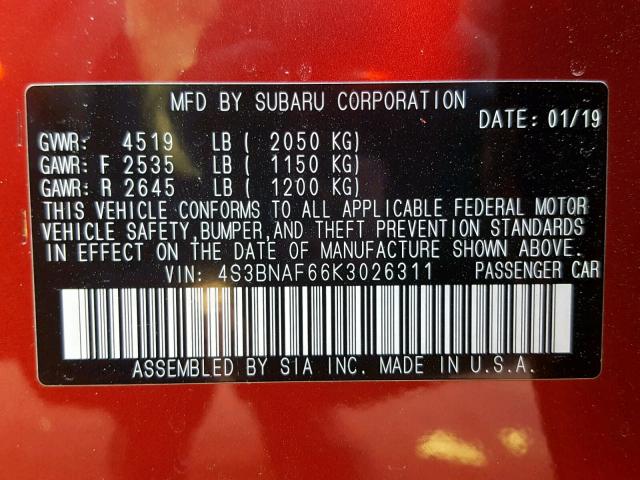 MFD BY SUBARU CORPORATION
DATE: 01/19
GVWR: 4519 LB ( 2050 KG)
GAWR: F 2535 LB ( 1150 KG)
GAWR: R 2645 LB ( 1200 KG)
THIS VEHICLE CONFORMS TO ALL APPLICABLE FEDERAL MOTOR
VEHICLE SAFETY,BUMPER,AND THEFT PREVENTION STANDARDS
IN EFFECT ON THE DATE OF MANUFACTURE SHOWN ABOVE.
VIN: 4S3BNAF66K3026311 PASSENGER CAR
ASSEMBLED BY SIA INC. MADE IN U.S.A.